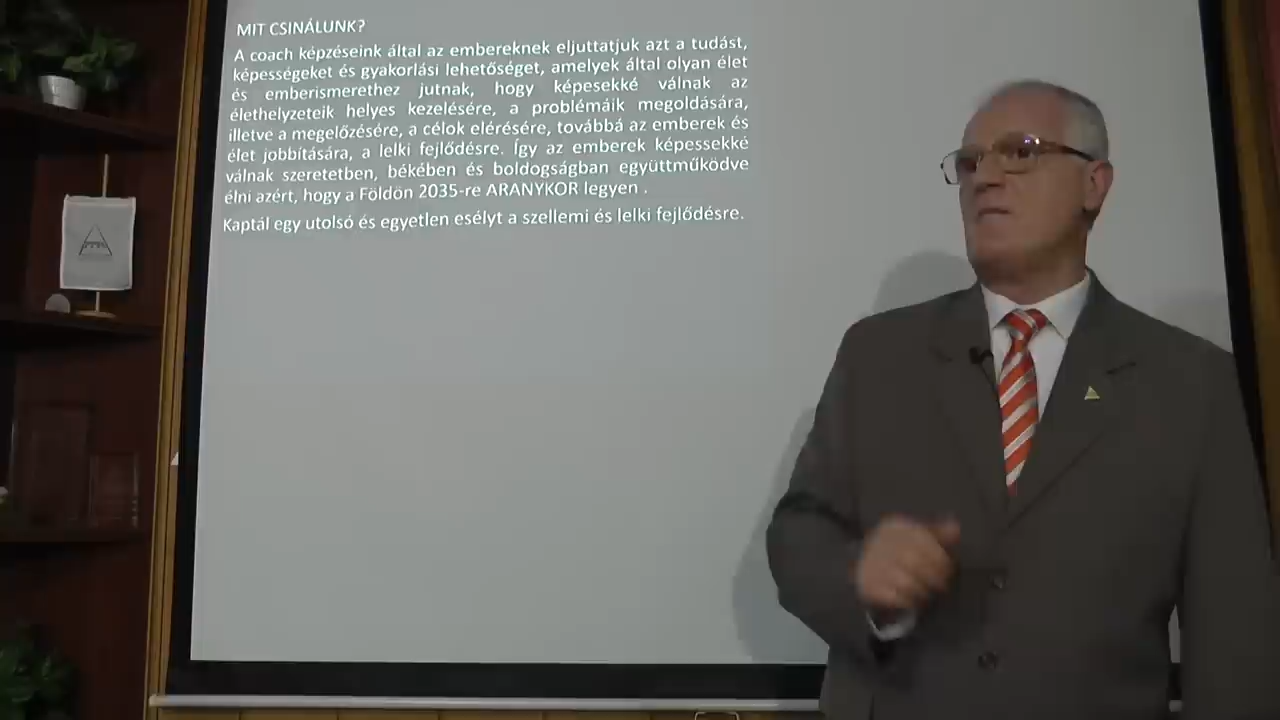 MIT CSINÁLUNK?
A coach képzéseink által az embereknek eljuttatjuk azt a tudást,
képességeket és gyakorlási lehetőséget, amelyek által olyan élet
és emberismerethez jutnak, hogy képesekké válnak az
élethelyzeteik helyes kezelésére, a problémáik megoldására,
illetve a megelőzésére, a célok elérésére, továbbá az emberek és
élet jobbítására, a lelki fejlődésre. Így az emberek képessekké
válnak szeretetben, békében és boldogságban együttműködve
élni azért, hogy a Földön 2035-re ARANYKOR legyen .
Kaptál egy utolsó és egyetlen esélyt a szellemi és lelki fejlődésre.